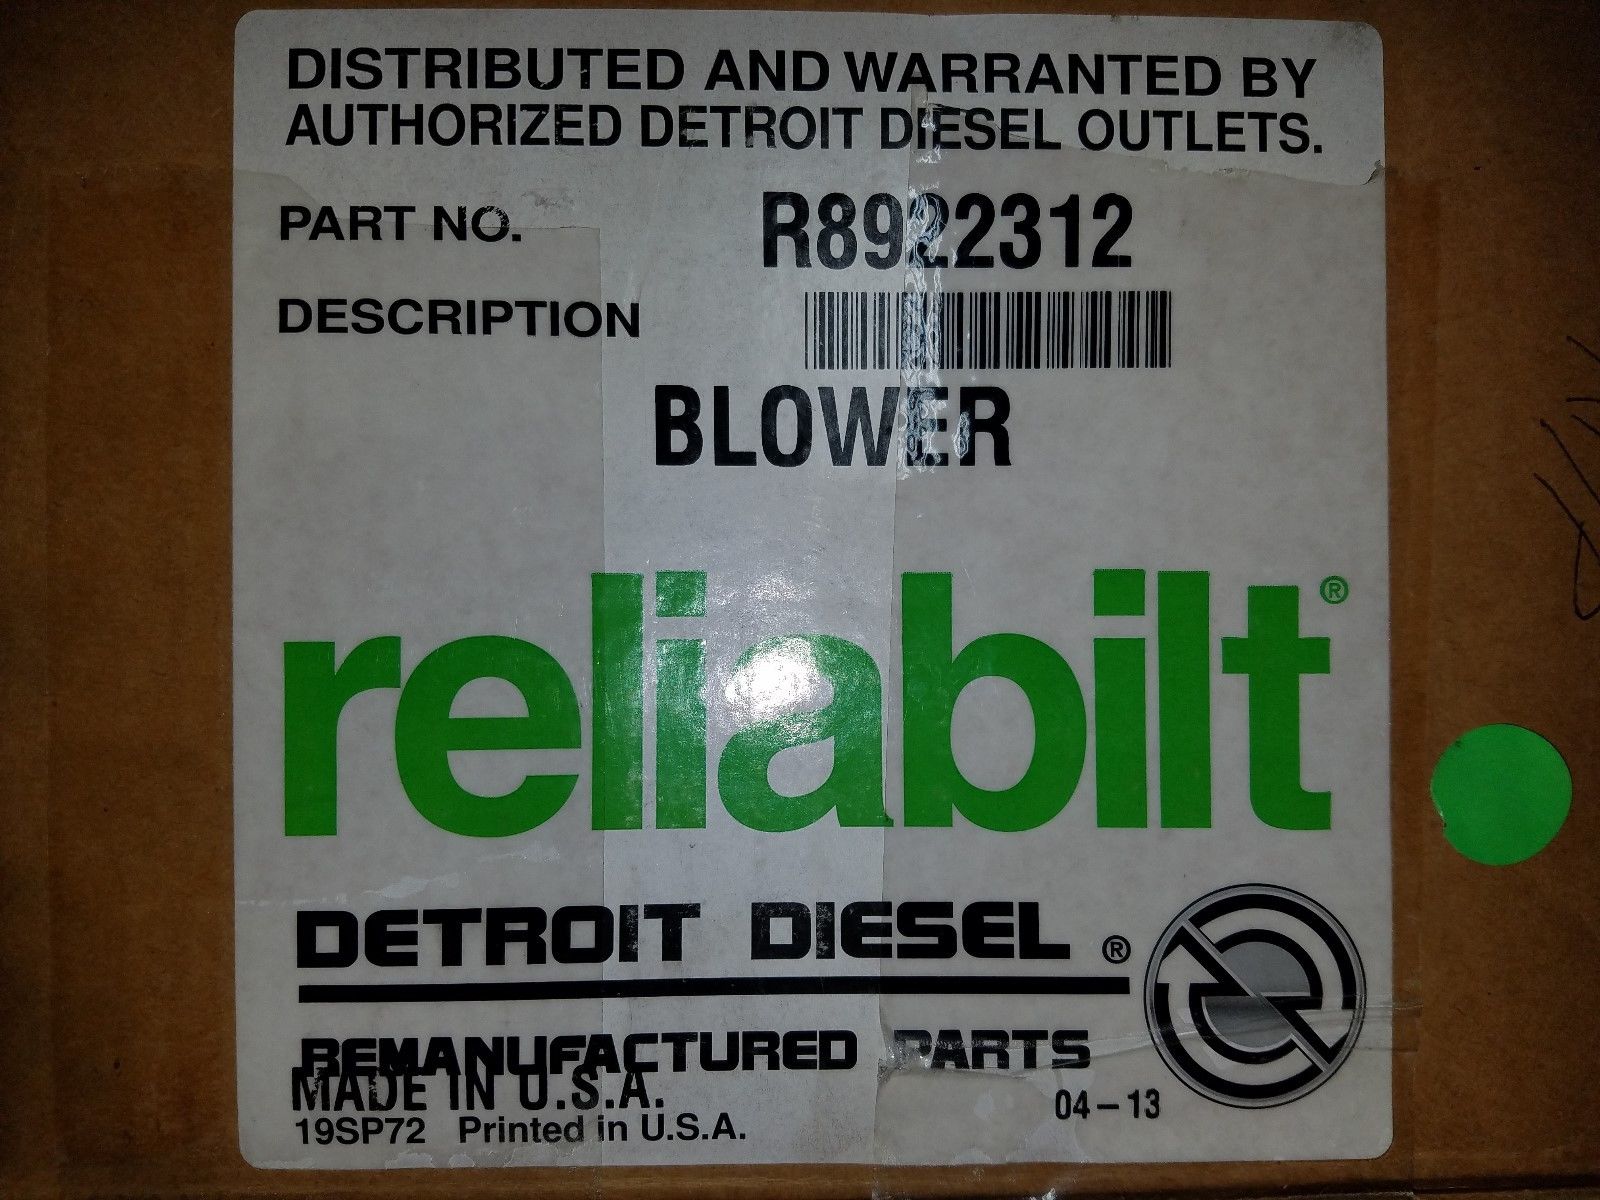 DISTRIBUTED AND WARRANTED BY
AUTHORIZED DETROIT DIESEL OUTLETS.
PART NO. R8922312
DESCRIPTION
BLOWER
reliabilt®
DETROIT DIESEL®
REMANUFACTURED PARTS
MADE IN U.S.A.
04-13
19SP72 Printed in U.S.A.